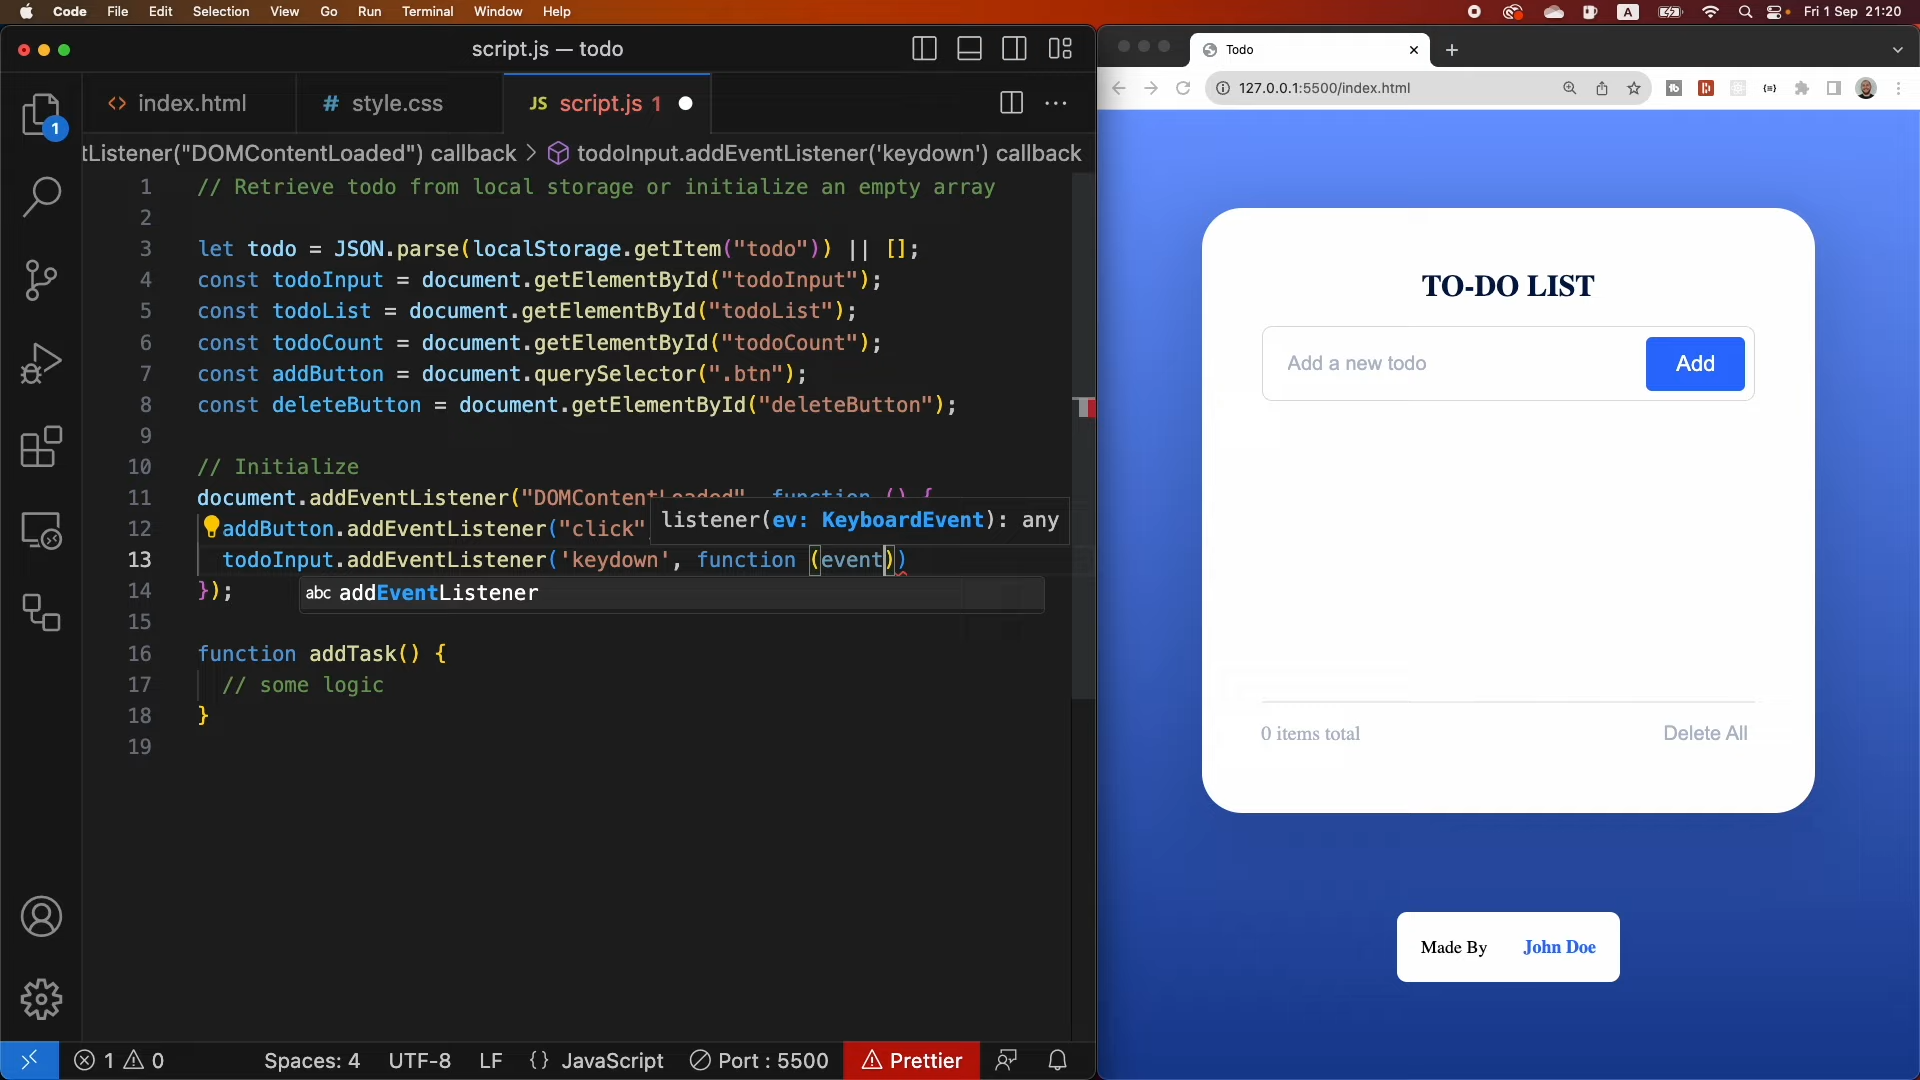 Code File Edit Selection View Go Run Terminal Window Help
A
Fri 1 Sep 21:20
script.js — todo
index.html
# style.css
JS script.js 1
tListener("DOMContentLoaded") callback > todoInput.addEventListener('keydown') callback
1 // Retrieve todo from local storage or initialize an empty array
2
3 let todo = JSON.parse(localStorage.getItem("todo")) || [];
4 const todoInput = document.getElementById("todoInput");
5 const todoList = document.getElementById("todoList");
6 const todoCount = document.getElementById("todoCount");
7 const addButton = document.querySelector(".btn");
8 const deleteButton = document.getElementById("deleteButton");
9
10 // Initialize
11 document.addEventListener("DOMContentLoaded", function () {
listener(ev: KeyboardEvent): any
12 addButton.addEventListener("click"
13 todoInput.addEventListener('keydown', function (event))
14 });
abc addEventListener
15
16 function addTask() {
17 // some logic
18 }
19
1 0
Spaces: 4 UTF-8 LF {} JavaScript Port : 5500 Prettier
1
Todo
127.0.0.1:5500/index.html
TO-DO LIST
Add a new todo
Add
0 items total
Delete All
Made By John Doe